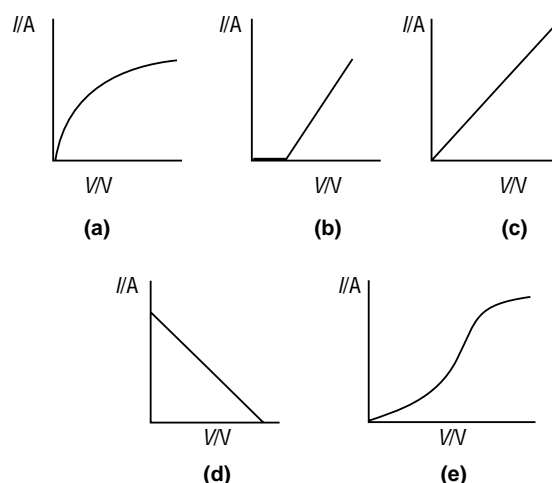 I/A I/A I/A
V/V V/V V/V
(a) (b) (c)
I/A I/A
V/V V/V
(d) (e)